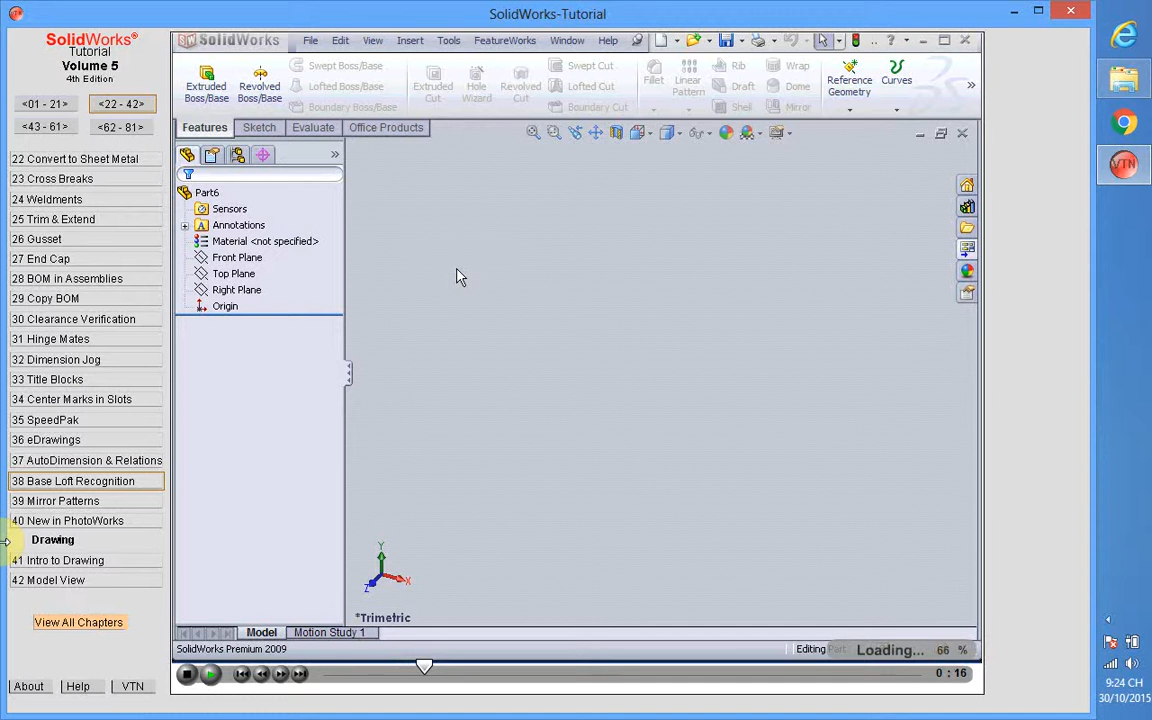 SolidWorks-Tutorial
SolidWorks®
Tutorial
Volume 5
4th Edition
<01 - 21>
<22 - 42>
<43 - 61>
<62 - 81>
22 Convert to Sheet Metal
23 Cross Breaks
24 Weldments
25 Trim & Extend
26 Gusset
27 End Cap
28 BOM in Assemblies
29 Copy BOM
30 Clearance Verification
31 Hinge Mates
32 Dimension Jog
33 Title Blocks
34 Center Marks in Slots
35 SpeedPak
36 eDrawings
37 AutoDimension & Relations
38 Base Loft Recognition
39 Mirror Patterns
40 New in PhotoWorks
Drawing
41 Intro to Drawing
42 Model View
View All Chapters
About
Help
VTN
SolidWorks
File Edit View Insert Tools FeatureWorks Window Help
Extruded Boss/Base
Revolved Boss/Base
Swept Boss/Base
Lofted Boss/Base
Boundary Boss/Base
Extruded Cut
Hole Wizard
Revolved Cut
Swept Cut
Lofted Cut
Boundary Cut
Fillet
Linear Pattern
Rib
Draft
Shell
Wrap
Dome
Mirror
Reference Geometry
Curves
Features
Sketch
Evaluate
Office Products
Part6
Sensors
Annotations
Material <not specified>
Front Plane
Top Plane
Right Plane
Origin
Y
X
Z
*Trimetric
Model
Motion Study 1
SolidWorks Premium 2009
Editing Part
Loading... 66 %
0 : 16
VTN
9:24 CH
30/10/2015